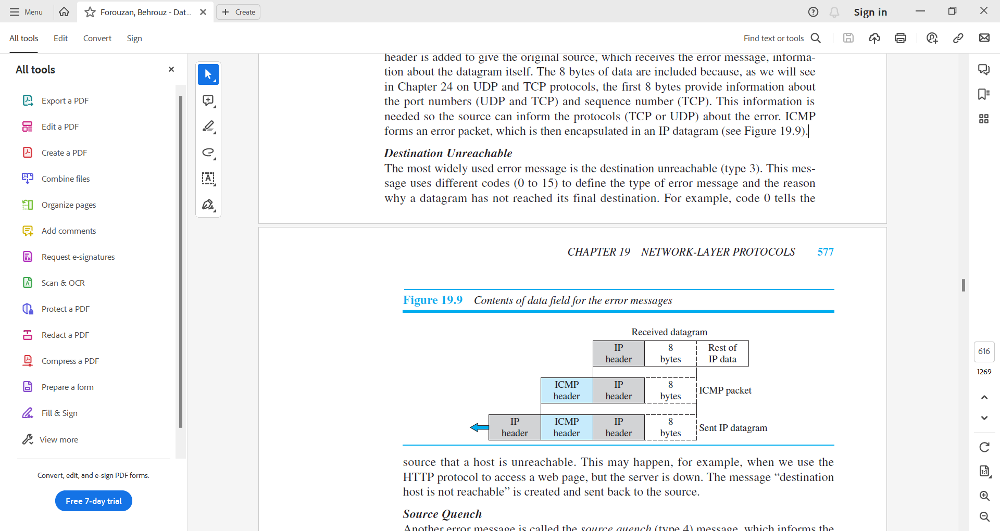 Menu
Forouzan, Behrouz - Dat...
Create
Sign in
All tools
Edit
Convert
Sign
Find text or tools
All tools
Export a PDF
Edit a PDF
Create a PDF
Combine files
Organize pages
Add comments
Request e-signatures
Scan & OCR
Protect a PDF
Redact a PDF
Compress a PDF
Prepare a form
Fill & Sign
View more
Convert, edit, and e-sign PDF forms.
Free 7-day trial
header is added to give the original source, which receives the error message, informa-
tion about the datagram itself. The 8 bytes of data are included because, as we will see
in Chapter 24 on UDP and TCP protocols, the first 8 bytes provide information about
the port numbers (UDP and TCP) and sequence number (TCP). This information is
needed so the source can inform the protocols (TCP or UDP) about the error. ICMP
forms an error packet, which is then encapsulated in an IP datagram (see Figure 19.9).
Destination Unreachable
The most widely used error message is the destination unreachable (type 3). This mes-
sage uses different codes (0 to 15) to define the type of error message and the reason
why a datagram has not reached its final destination. For example, code 0 tells the
CHAPTER 19 NETWORK-LAYER PROTOCOLS 577
Figure 19.9 Contents of data field for the error messages
Received datagram
IP header
8 bytes
Rest of IP data
ICMP header
IP header
8 bytes
ICMP packet
IP header
ICMP header
IP header
8 bytes
Sent IP datagram
source that a host is unreachable. This may happen, for example, when we use the
HTTP protocol to access a web page, but the server is down. The message “destination
host is not reachable” is created and sent back to the source.
Source Quench
Another error message is called the source quench (type 4) message, which informs the
616
1269
1:1